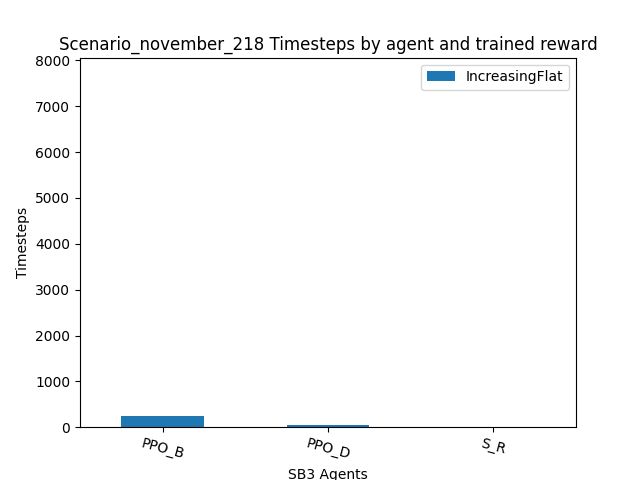 Scenario_november_218 Timesteps by agent and trained reward
IncreasingFlat
8000
7000
6000
5000
4000
3000
2000
1000
0
Timesteps
PPO_B
PPO_D
S_R
SB3 Agents